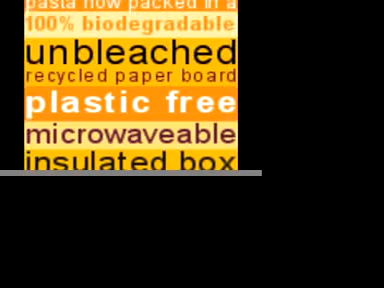 pasta now packed in a
100% biodegradable
unbleached
recycled paper board
plastic free
microwaveable
insulated box